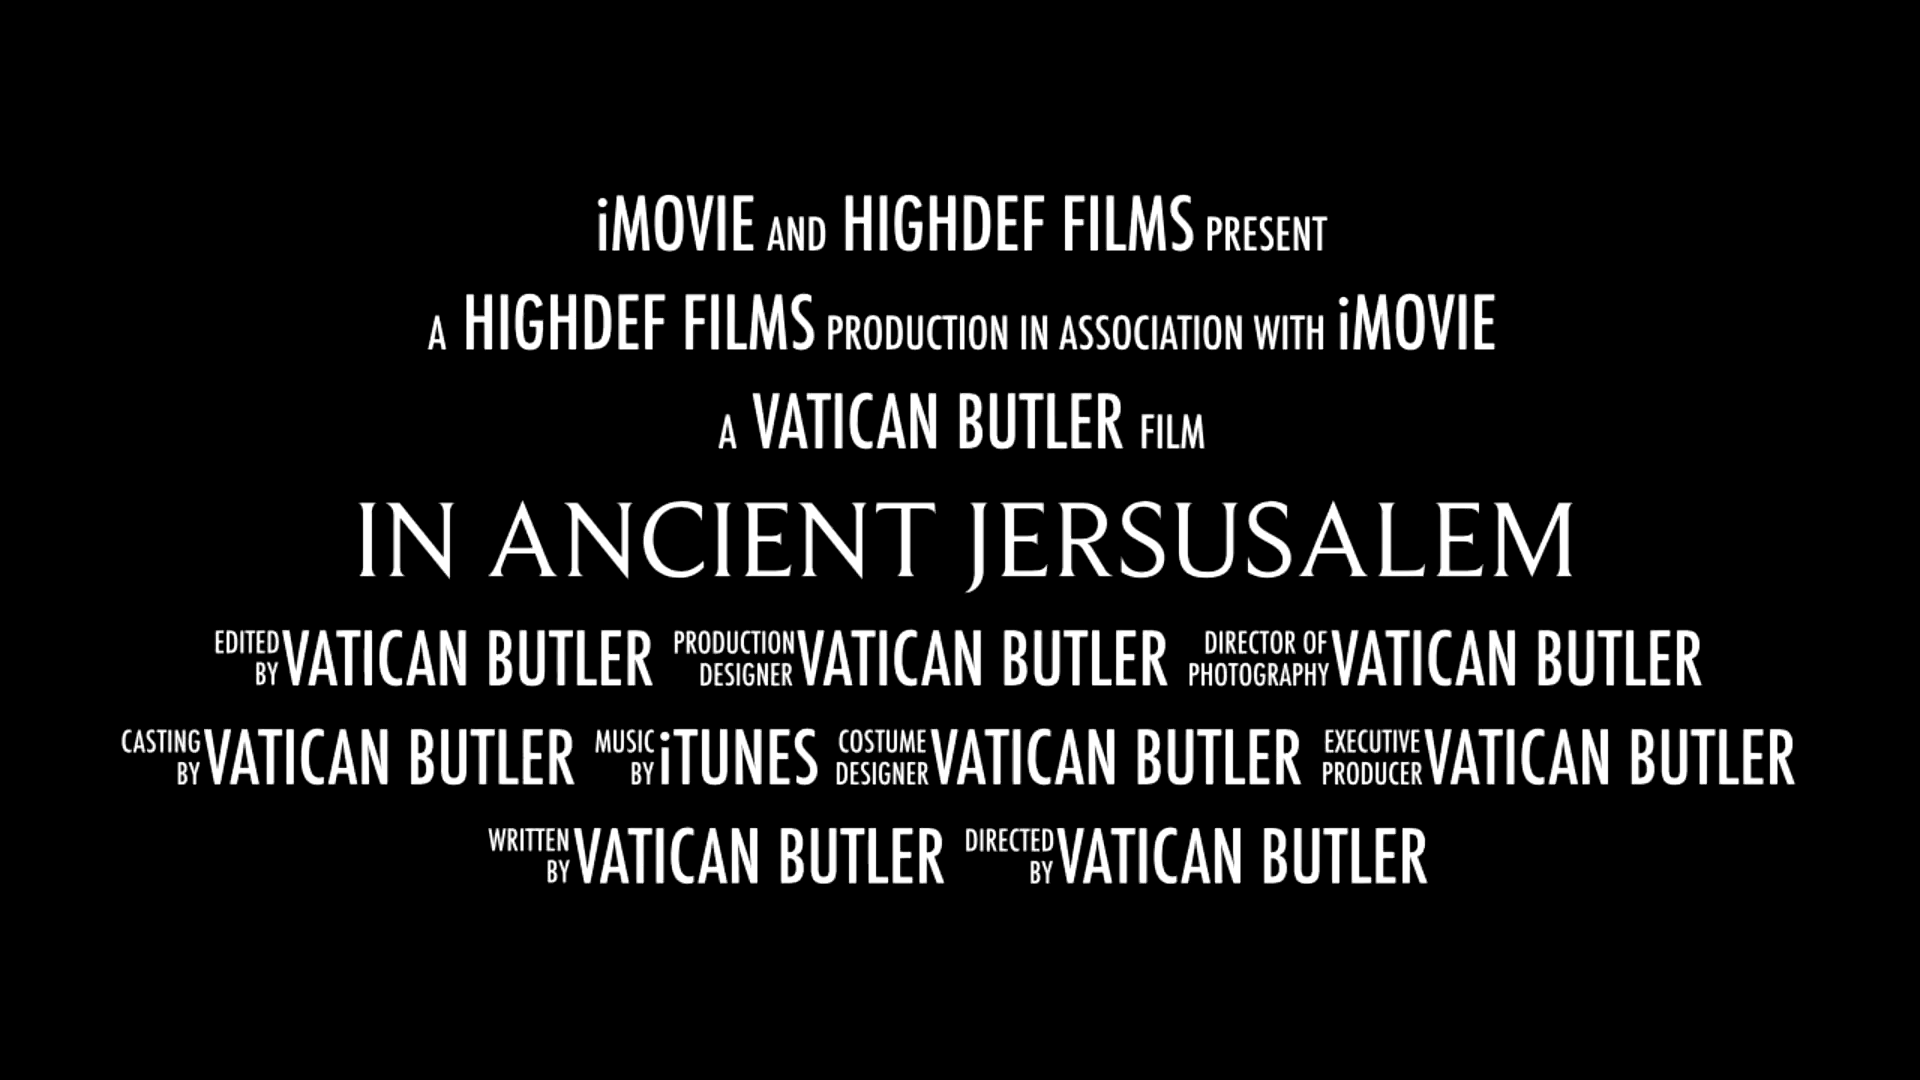 iMOVIE AND HIGHDEF FILMS PRESENT
A HIGHDEF FILMS PRODUCTION IN ASSOCIATION WITH iMOVIE
A VATICAN BUTLER FILM
IN ANCIENT JERSUSALEM
EDITED BY VATICAN BUTLER PRODUCTION DESIGNER VATICAN BUTLER DIRECTOR OF PHOTOGRAPHY VATICAN BUTLER
CASTING BY VATICAN BUTLER MUSIC BY iTUNES COSTUME DESIGNER VATICAN BUTLER EXECUTIVE PRODUCER VATICAN BUTLER
WRITTEN BY VATICAN BUTLER DIRECTED BY VATICAN BUTLER